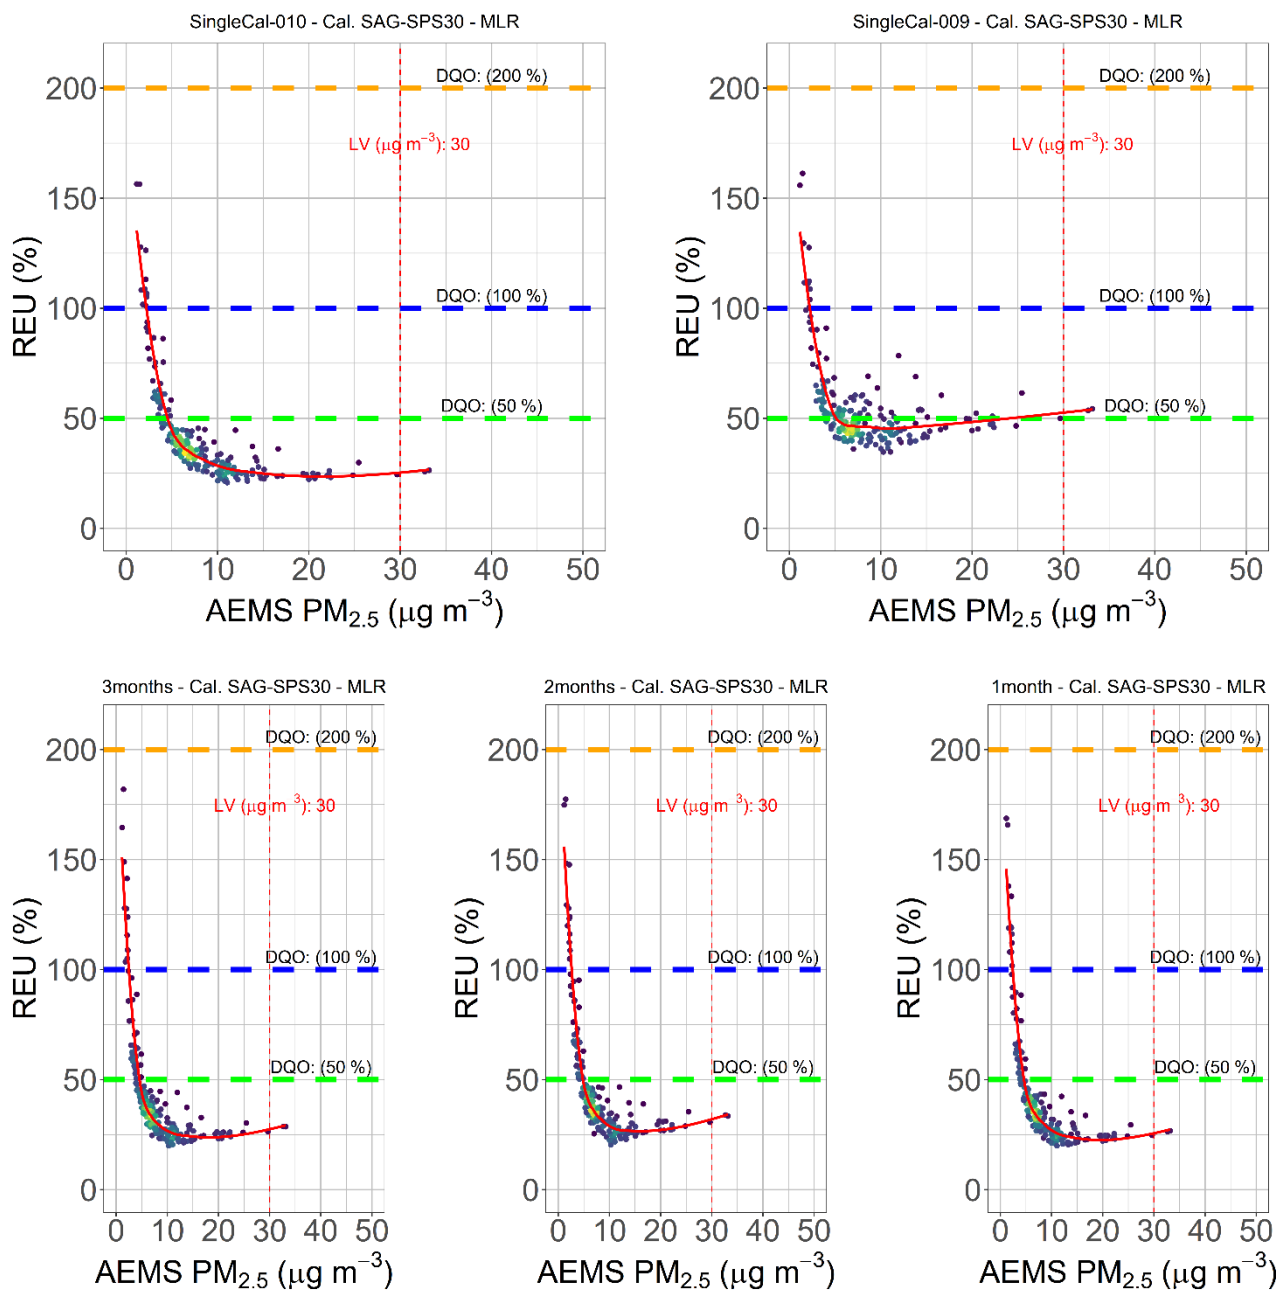 SingleCal-010 - Cal. SAG-SPS30 - MLR
DQO: (200 %)
LV (μg m⁻³): 30
DQO: (100 %)
DQO: (50 %)
200
150
100
50
0
REU (%)
0 10 20 30 40 50
AEMS PM₂.₅ (μg m⁻³)
SingleCal-009 - Cal. SAG-SPS30 - MLR
DQO: (200 %)
LV (μg m⁻³): 30
DQO: (100 %)
DQO: (50 %)
200
150
100
50
0
REU (%)
0 10 20 30 40 50
AEMS PM₂.₅ (μg m⁻³)
3months - Cal. SAG-SPS30 - MLR
DQO: (200 %)
LV (μg m ³): 30
DQO: (100 %)
DQO: (50 %)
200
150
100
50
0
REU (%)
0 10 20 30 40 50
AEMS PM₂.₅ (μg m⁻³)
2months - Cal. SAG-SPS30 - MLR
DQO: (200 %)
LV (μg m ³): 30
DQO: (100 %)
DQO: (50 %)
200
150
100
50
0
REU (%)
0 10 20 30 40 50
AEMS PM₂.₅ (μg m⁻³)
1month - Cal. SAG-SPS30 - MLR
DQO: (200 %)
LV (μg m ³): 30
DQO: (100 %)
DQO: (50 %)
200
150
100
50
0
REU (%)
0 10 20 30 40 50
AEMS PM₂.₅ (μg m⁻³)